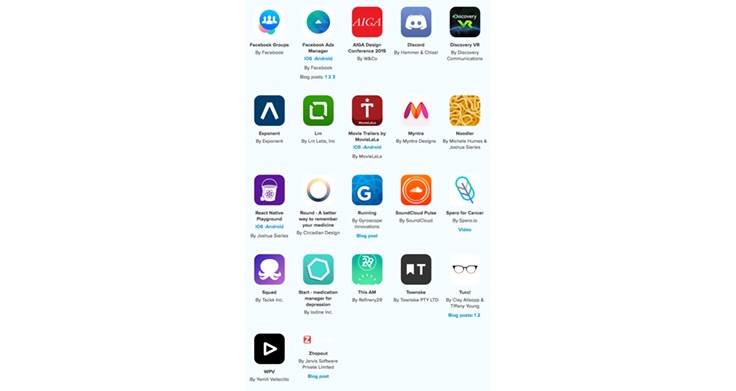 Facebook Groups
By Facebook
Facebook Ads
Manager
iOS -Android
By Facebook
Blog posts: 1 2 3
AIGA
AIGA Design
Conference 2015
By W&Co
Discord
By Hammer & Chisel
Discovery
VR
Discovery VR
By Discovery
Communications
Exponent
By Exponent
Lrn
By Lrn Labs, Inc
MovieLaLa
Movie Trailers by
MovieLaLa
iOS -Android
By MovieLaLa
Myntra
By Myntra Designs
Noodler
By Michele Humes &
Joshua Sierles
React Native
Playground
iOS -Android
By Joshua Sierles
Round - A better
way to remember
your medicine
By Circadian Design
G
Running
By Gyroscope
Innovations
Blog post
SoundCloud Pulse
By SoundCloud
Spero for Cancer
By Spero.io
Video
Squad
By Tackk Inc.
Start - medication
manager for
depression
By Iodine Inc.
29
This AM
By Refinery29
T
Townske
By Townske PTY LTD
Tucci
By Clay Allsopp &
Tiffany Young
Blog posts: 1 2
WPV
By Yamill Vallecillo
Z
Zhopout
By Jarvis Software
Private Limited
Blog post